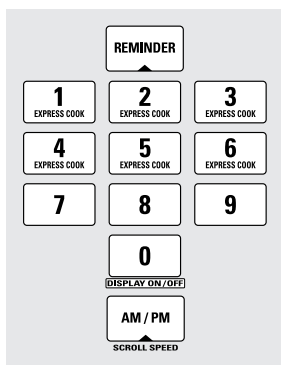 REMINDER
1 2 3
EXPRESS COOK EXPRESS COOK EXPRESS COOK
4 5 6
EXPRESS COOK EXPRESS COOK EXPRESS COOK
7 8 9
0
DISPLAY ON/OFF
AM / PM
SCROLL SPEED